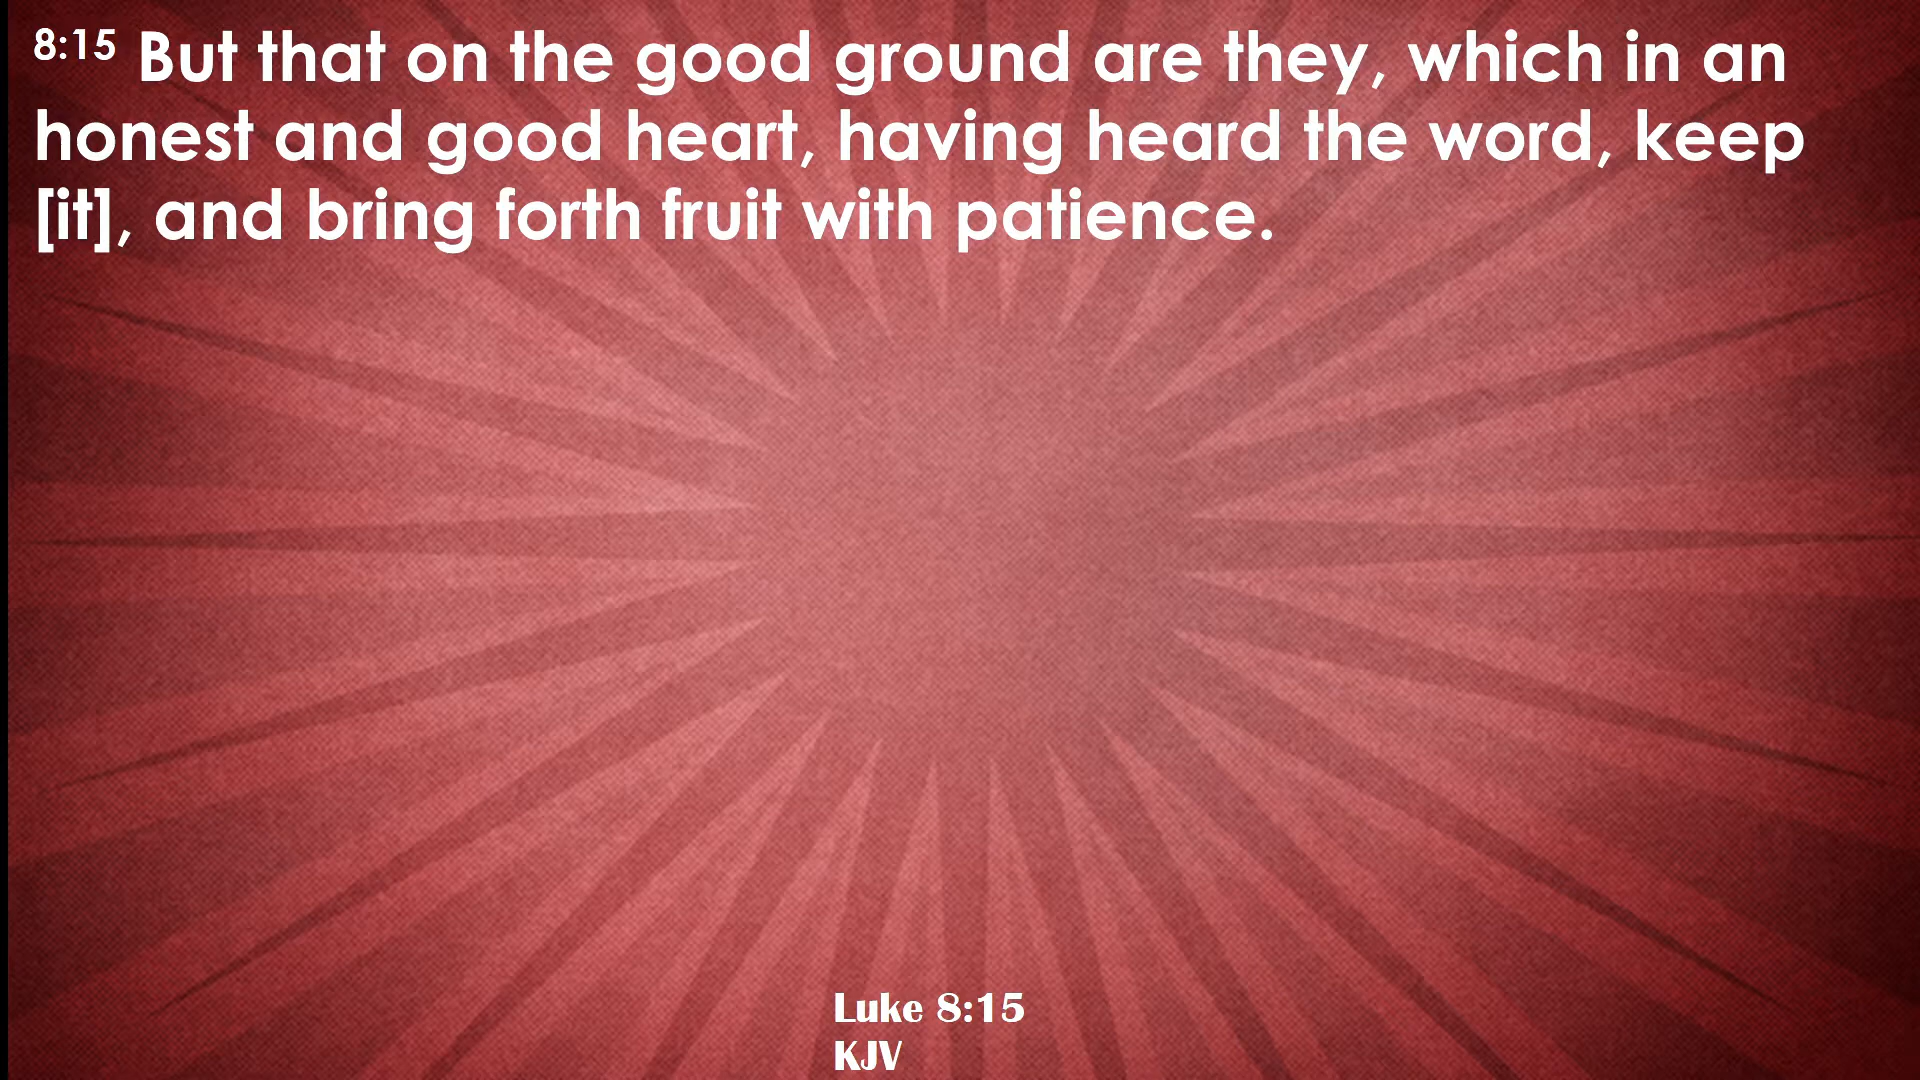 8:15 But that on the good ground are they, which in an
honest and good heart, having heard the word, keep
[it], and bring forth fruit with patience.
Luke 8:15
KJV